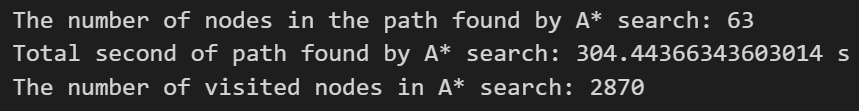 The number of nodes in the path found by A* search: 63
Total second of path found by A* search: 304.44366343603014 s
The number of visited nodes in A* search: 2870